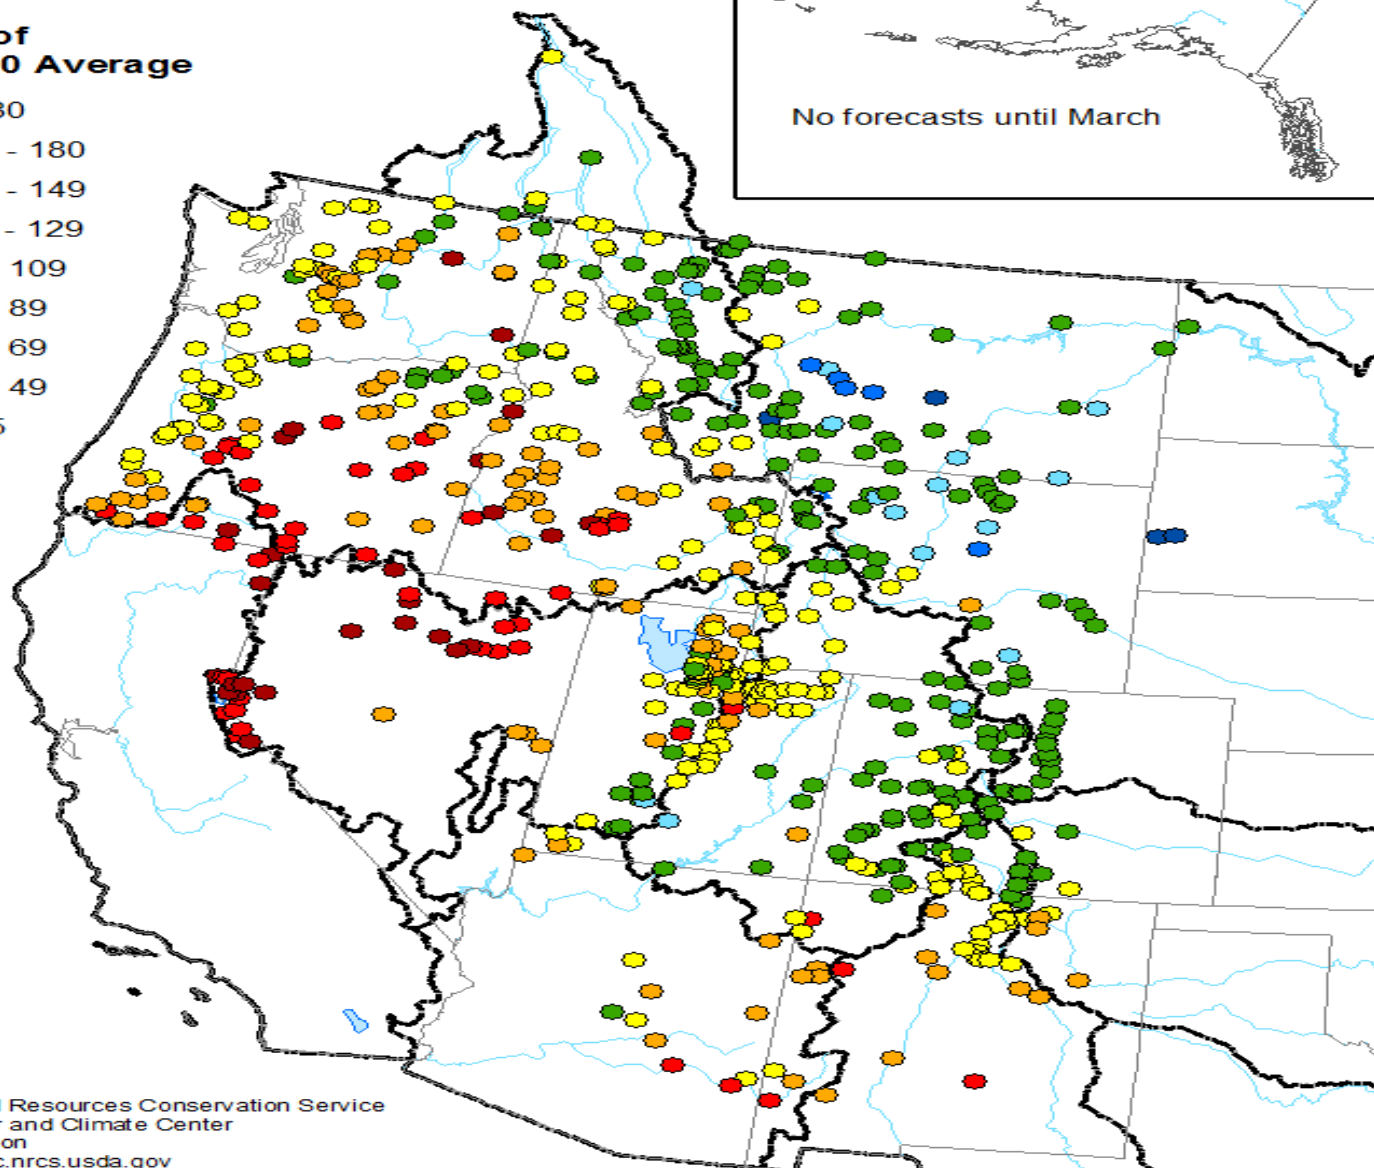 of
0 Average
30
- 180
- 149
- 129
109
89
69
49
5
No forecasts until March
l Resources Conservation Service
r and Climate Center
on
c.nrcs.usda.gov